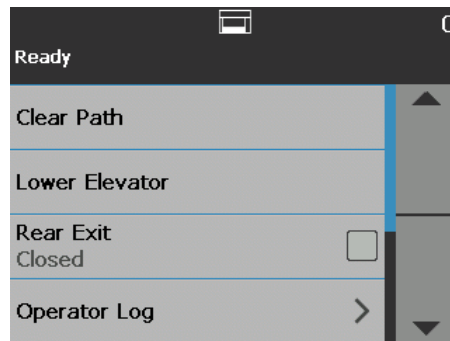 Ready
Clear Path
Lower Elevator
Rear Exit
Closed
Operator Log